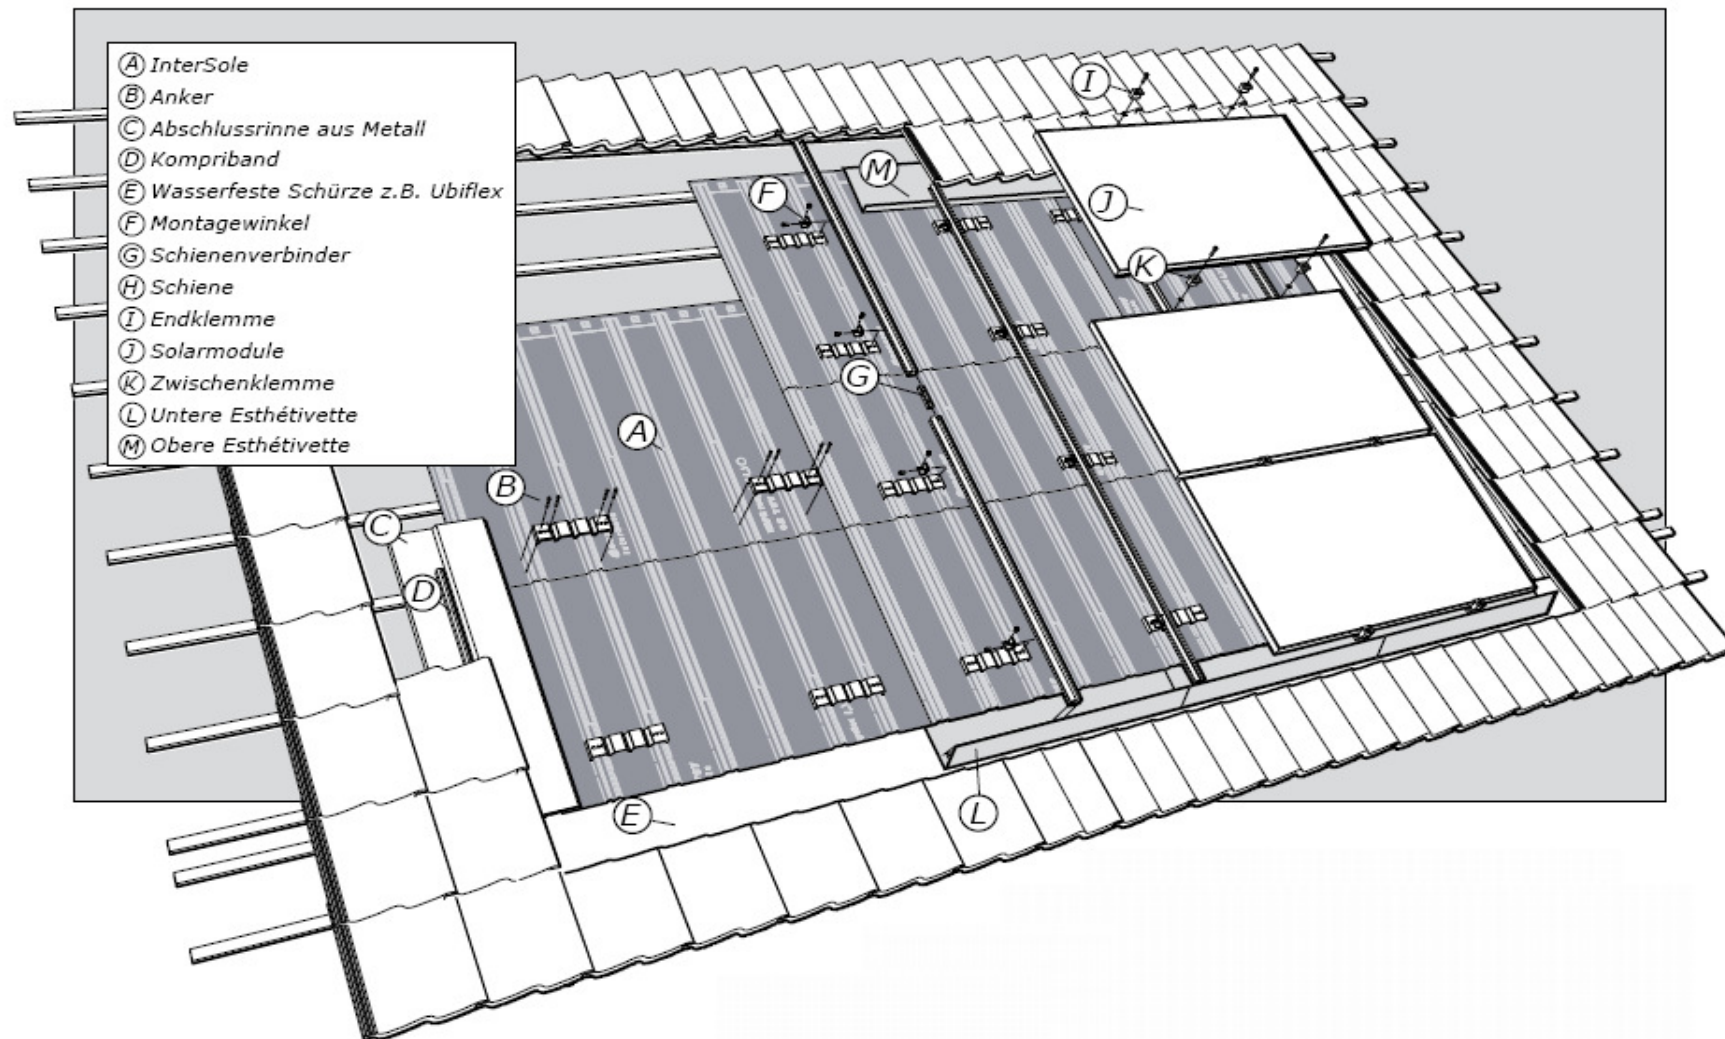 A InterSole
B Anker
C Abschlussrinne aus Metall
D Kompriband
E Wasserfeste Schürze z.B. Ubiflex
F Montagewinkel
G Schienenverbinder
H Schiene
I Endklemme
J Solarmodule
K Zwischenklemme
L Untere Esthétivette
M Obere Esthétivette
I
M
F
J
K
G
A
B
C
D
E
L